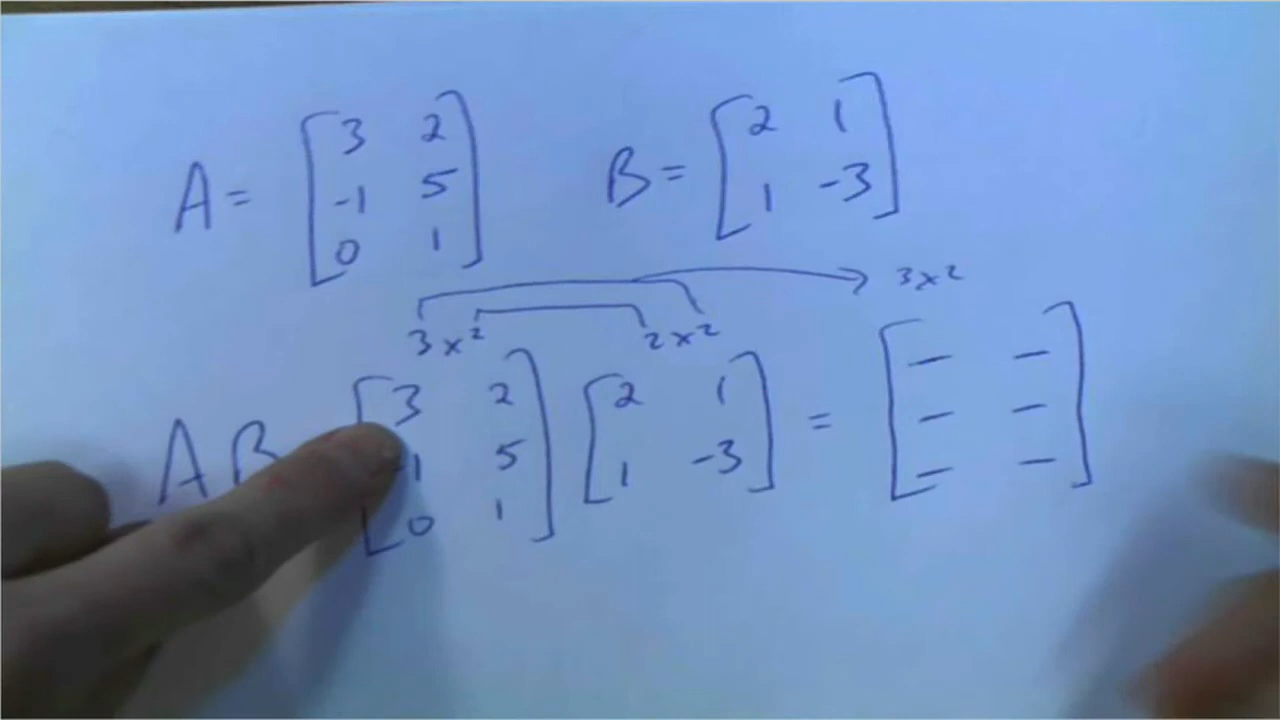 A = [ 3 2 B = [ 2 1
-1 5 1 -3 ]
0 1 ]
3x2
3x2 2x2
AB [ 3 2 ] [ 2 1 ] = [ — — ]
-1 5 1 -3 — —
0 1 — —